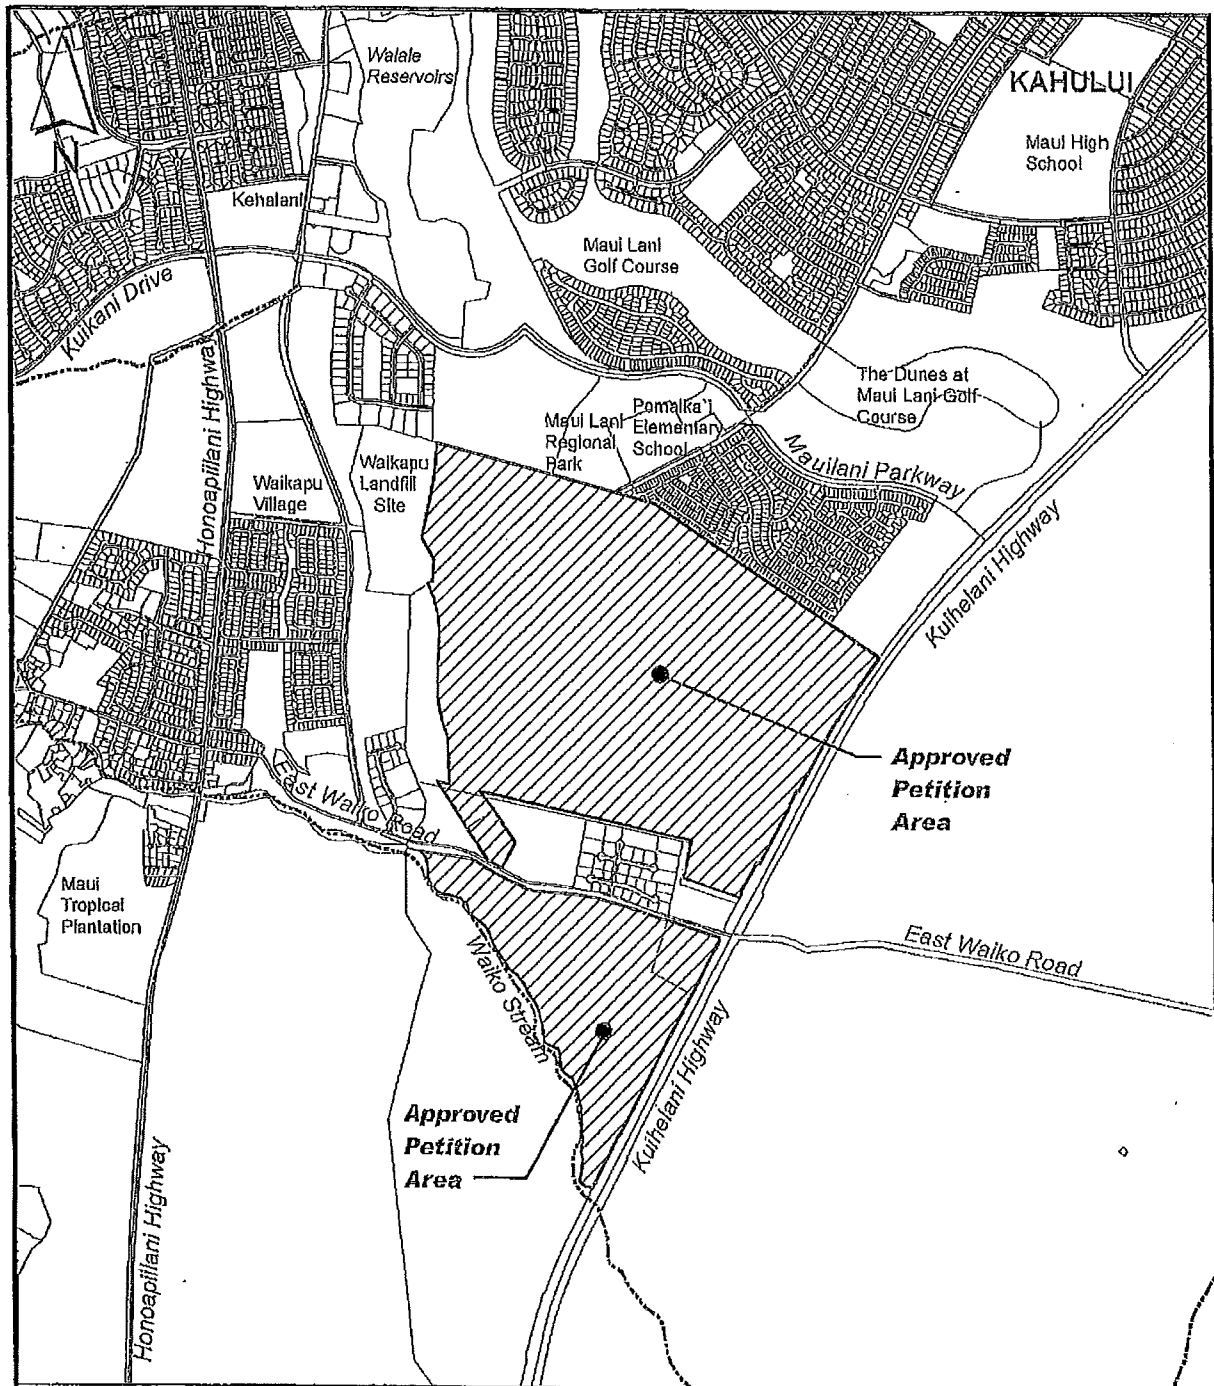 Walale
Reservoirs
KAHULUI
Maui High
School
N
Kehalani
Maui Lani
Golf Course
Kuikani Drive
Honoapiilani Highway
The Dunes at
Maui Lani Golf
Course
Maui Lani
Regional
Park
Pomaika'i
Elementary
School
Mauilani Parkway
Waikapu
Landfill
Site
Waikapu
Village
Kuihelani Highway
Approved
Petition
Area
East Waiko Road
Maui
Tropical
Plantation
East Waiko Road
Waiko Stream
Kuihelani Highway
Approved
Petition
Area
Honoapiilani Highway